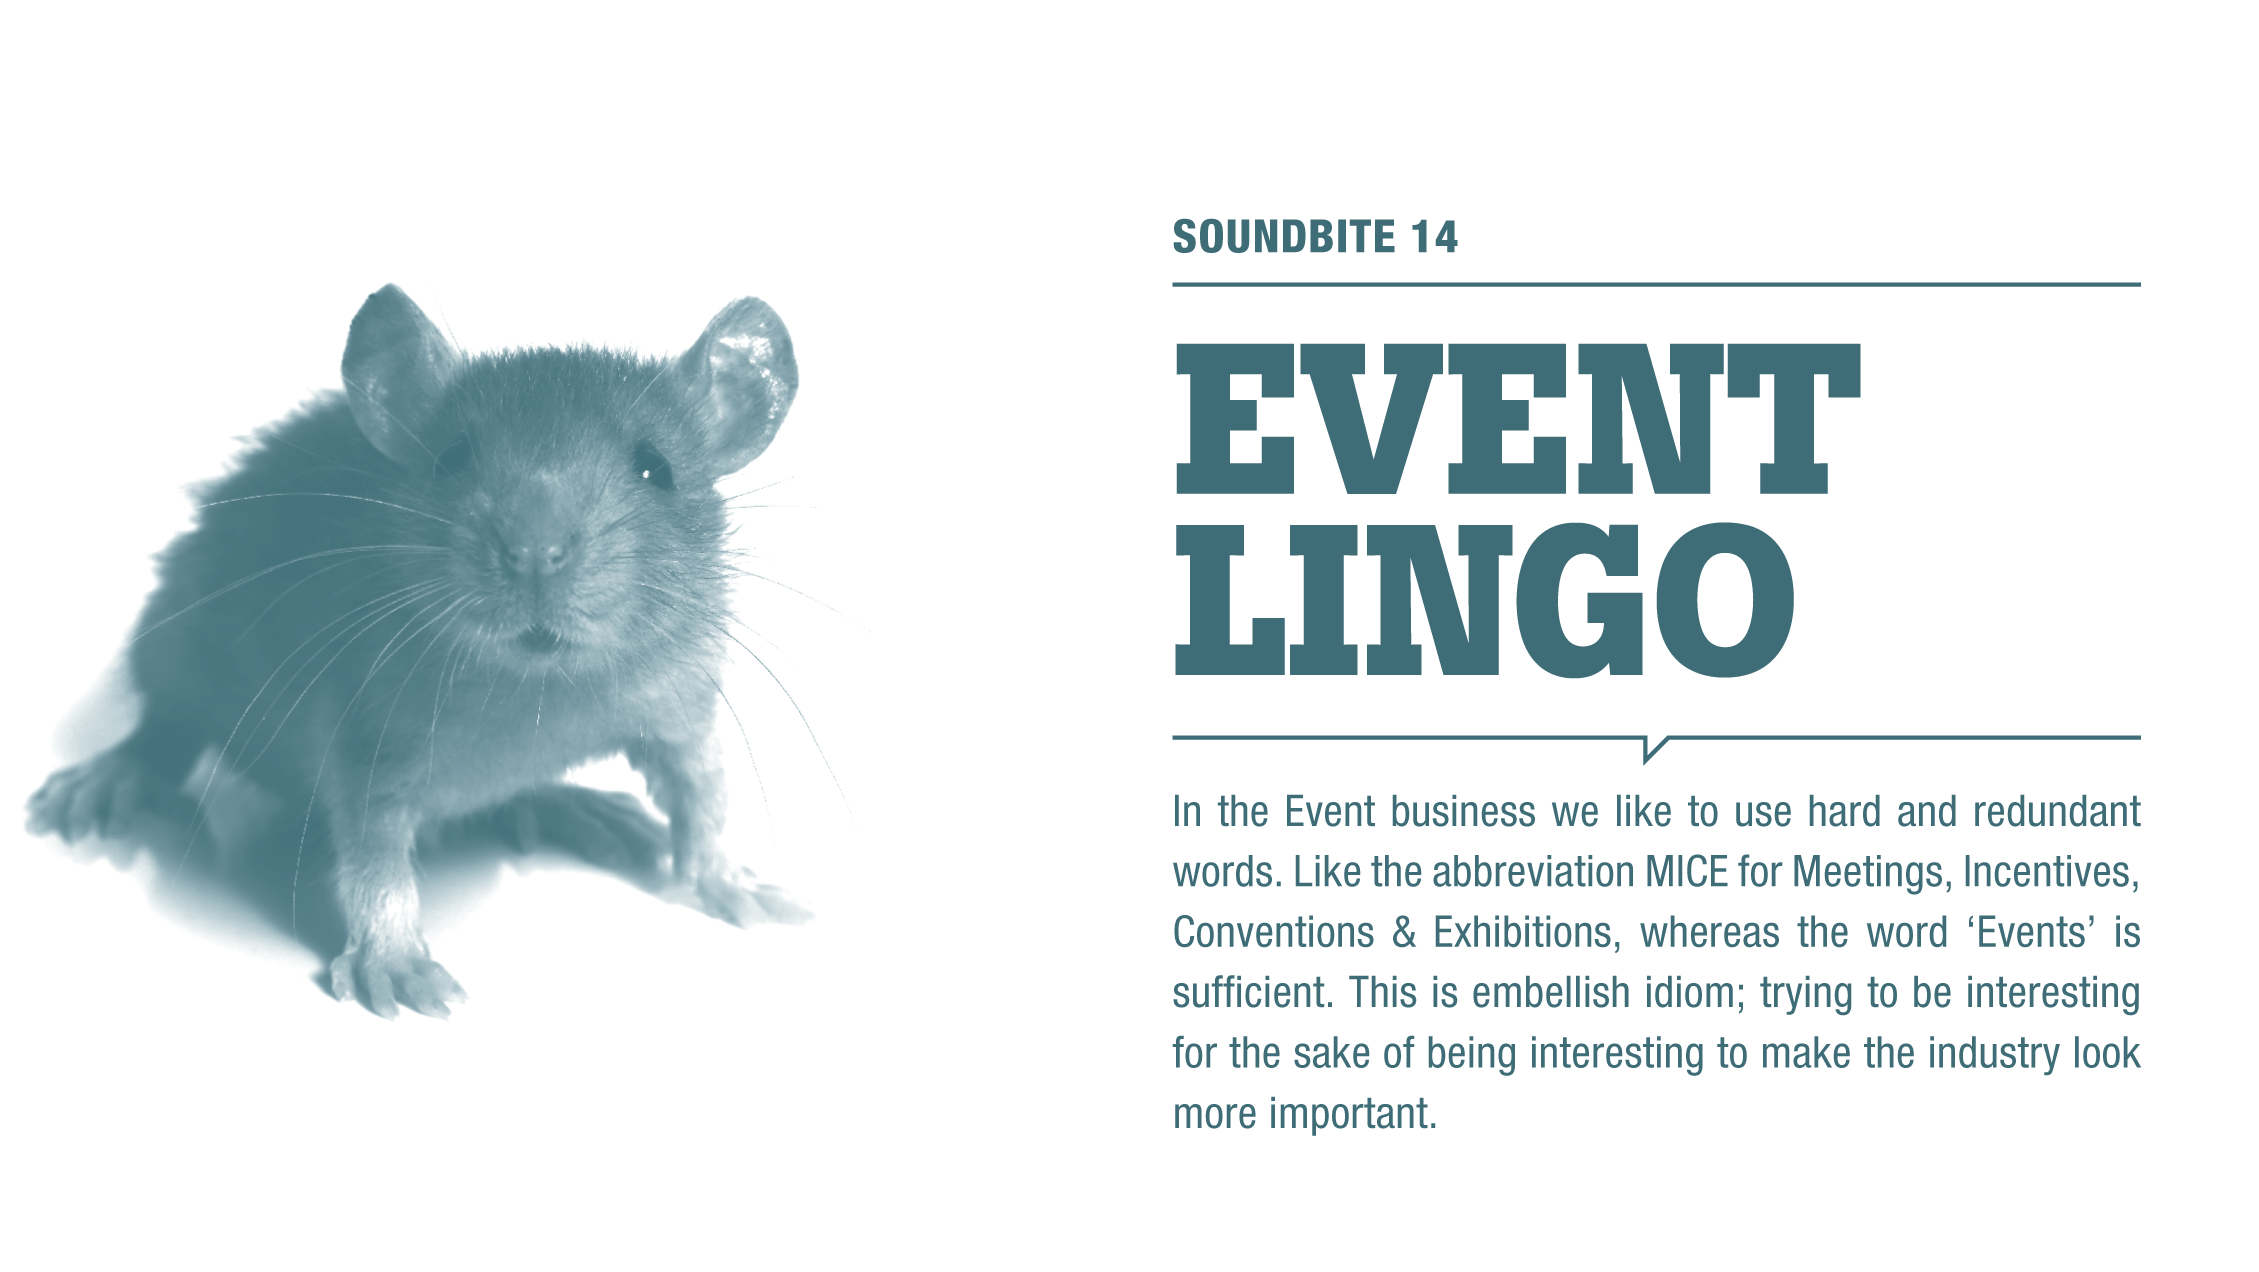 SOUNDBITE 14
EVENT
LINGO
In the Event business we like to use hard and redundant
words. Like the abbreviation MICE for Meetings, Incentives,
Conventions & Exhibitions, whereas the word ‘Events’ is
sufficient. This is embellish idiom; trying to be interesting
for the sake of being interesting to make the industry look
more important.